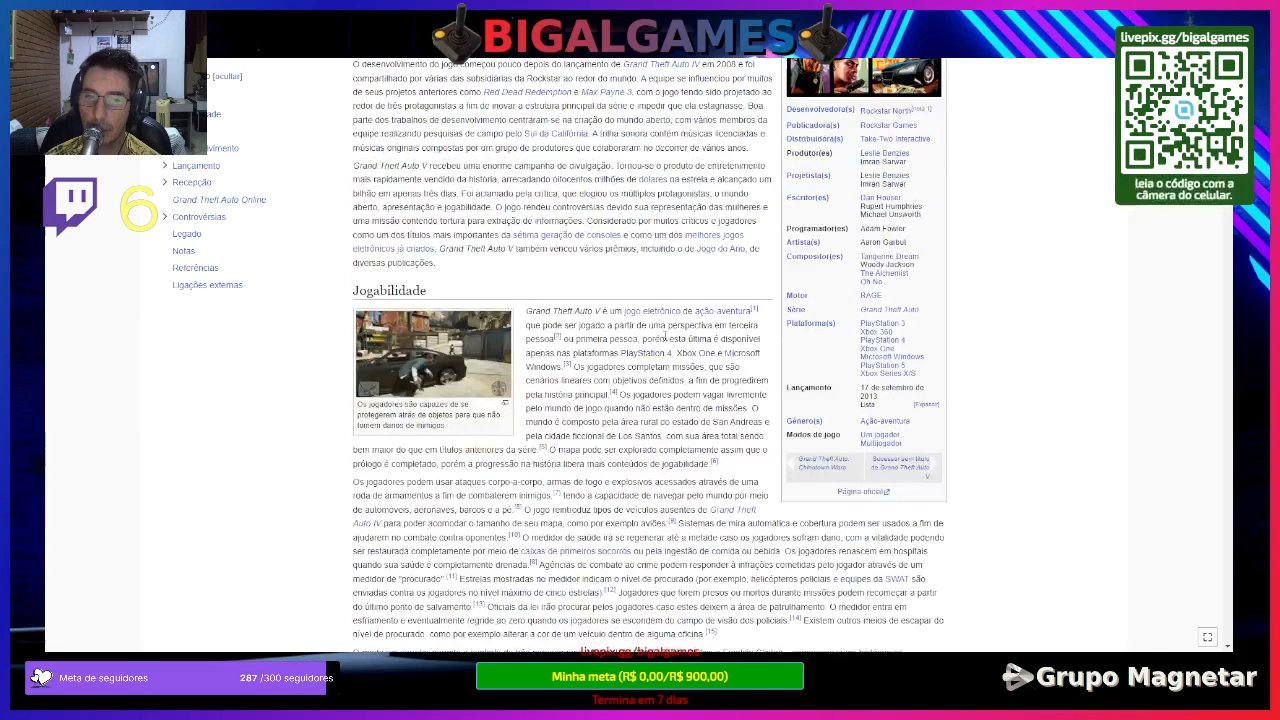 BIGALGAMES
livepix.gg/bigalgames
leia o código com a
câmera do celular.
[ocultar]
Lançamento
Recepção
Grand Theft Auto Online
Controvérsias
Legado
Notas
Referências
Ligações externas
6
O desenvolvimento do jogo começou pouco depois do lançamento de Grand Theft Auto IV em 2008 e foi
compartilhado por várias das subsidiárias da Rockstar ao redor do mundo. A equipe se influenciou por muitos
de seus projetos anteriores como Red Dead Redemption e Max Payne 3, com o jogo tendo sido projetado ao
redor de três protagonistas a fim de inovar a estrutura principal da série e impedir que ela estagnasse. Boa
parte dos trabalhos de desenvolvimento concentraram-se na criação do mundo aberto, com vários membros da
equipe realizando pesquisas de campo pelo Sul da Califórnia. A trilha sonora contém músicas licenciadas e
músicas originais compostas por um grupo de produtores que colaboraram no decorrer de vários anos.
Grand Theft Auto V recebeu uma enorme campanha de divulgação. Tornou-se o produto de entretenimento
mais rapidamente vendido da história, arrecadando oitocentos milhões de dólares na estreia e alcançado um
bilhão em apenas três dias. Foi aclamado pela crítica, que elogiou os múltiplos protagonistas, o mundo
aberto, apresentação e jogabilidade. O jogo rendeu controvérsias devido sua representação das mulheres e
uma missão contendo tortura para extração de informações. Considerado por muitos críticos e jogadores
como um dos títulos mais importantes da sétima geração de consoles e como um dos melhores jogos
eletrônicos já criados, Grand Theft Auto V também venceu vários prêmios, incluindo o de Jogo do Ano, de
diversas publicações.
Jogabilidade
Os jogadores são capazes de se
protegerem atrás de objetos para que não
tomem danos de inimigos.
Grand Theft Auto V é um jogo eletrônico de ação-aventura[1]
que pode ser jogado a partir de uma perspectiva em terceira
pessoa[2] ou primeira pessoa, porém esta última é disponível
apenas nas plataformas PlayStation 4, Xbox One e Microsoft
Windows.[3] Os jogadores completam missões, que são
cenários lineares com objetivos definidos, a fim de progredirem
pela história principal.[4] Os jogadores podem vagar livremente
pelo mundo do jogo quando não estão dentro de missões. O
mundo é composto pela área rural do estado de San Andreas e
pela cidade ficcional de Los Santos, com sua área total sendo
bem maior do que em títulos anteriores da série.[5] O mapa pode ser explorado completamente assim que o
prólogo é completado, porém a progressão na história libera mais conteúdos de jogabilidade.[6]
Os jogadores podem usar ataques corpo-a-corpo, armas de fogo e explosivos acessados através de uma
roda de armamentos a fim de combaterem inimigos,[7] tendo a capacidade de navegar pelo mundo por meio
de automóveis, aeronaves, barcos e a pé.[8] O jogo reintroduz tipos de veículos ausentes de Grand Theft
Auto IV para poder acomodar o tamanho de seu mapa, como por exemplo aviões.[9] Sistemas de mira automática e cobertura podem ser usados a fim de
ajudarem no combate contra oponentes.[10] O medidor de saúde irá se regenerar até a metade caso os jogadores sofram dano, com a vitalidade podendo
ser restaurada completamente por meio de caixas de primeiros socorros ou pela ingestão de comida ou bebida. Os jogadores renascem em hospitais
quando sua saúde é completamente drenada.[8] Agências de combate ao crime podem responder à infrações cometidas pelo jogador através de um
medidor de "procurado".[11] Estrelas mostradas no medidor indicam o nível de procurado (por exemplo, helicópteros policiais e equipes da SWAT são
enviadas contra os jogadores no nível máximo de cinco estrelas).[12] Jogadores que forem presos ou mortos durante missões podem recomeçar a partir
do último ponto de salvamento.[13] Oficiais da lei irão procurar pelos jogadores caso estes deixem a área de patrulhamento. O medidor entra em
esfriamento e eventualmente regride ao zero quando os jogadores se escondem do campo de visão dos policiais.[14] Existem outros meios de escapar do
nível de procurado, como por exemplo alterar a cor de um veículo dentro de alguma oficina.[15]
Desenvolvedora(s) Rockstar North[nota 1]
Publicadora(s) Rockstar Games
Distribuidora(s) Take-Two Interactive
Produtor(es) Leslie Benzies
Imran Sarwar
Projetista(s) Leslie Benzies
Imran Sarwar
Escritor(es) Dan Houser
Rupert Humphries
Michael Unsworth
Programador(es) Adam Fowler
Artista(s) Aaron Garbut
Compositor(es) Tangerine Dream
Woody Jackson
The Alchemist
Oh No
Motor RAGE
Série Grand Theft Auto
Plataforma(s) PlayStation 3
Xbox 360
PlayStation 4
Xbox One
Microsoft Windows
PlayStation 5
Xbox Series X/S
Lançamento 17 de setembro de
2013
Lista [Expandir]
Gênero(s) Ação-aventura
Modos de jogo Um jogador
Multijogador
Grand Theft Auto: Sucessor sem título
Chinatown Wars de Grand Theft Auto
V
Página oficial
livepix.gg/bigalgames
Meta de seguidores 287 /300 seguidores
Minha meta (R$ 0,00/R$ 900,00)
Termina em 7 dias
Grupo Magnetar